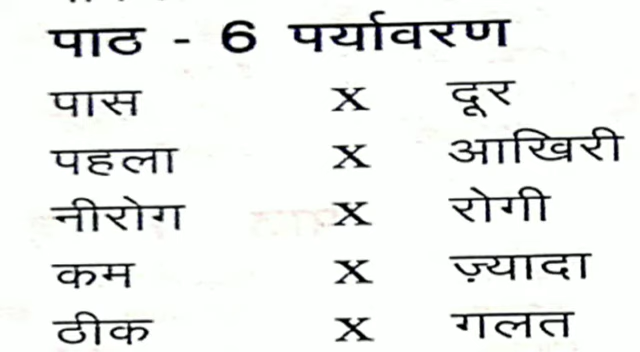 पाठ - 6 पर्यावरण
पास x दूर
पहला x आखिरी
नीरोग x रोगी
कम x ज़्यादा
ठीक x गलत